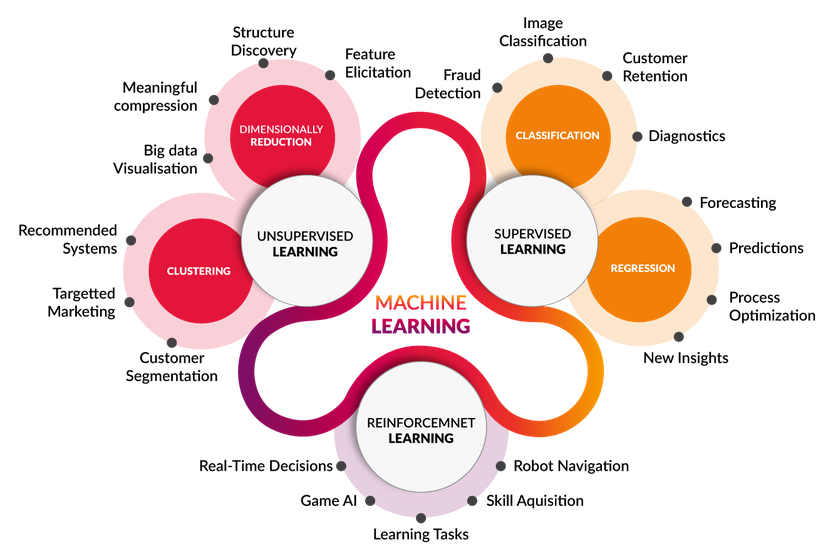 Structure
Discovery
Feature
Elicitation
Meaningful
compression
Big data
Visualisation
DIMENSIONALLY
REDUCTION
UNSUPERVISED
LEARNING
CLUSTERING
Recommended
Systems
Targetted
Marketing
Customer
Segmentation
Image
Classification
Fraud
Detection
Customer
Retention
Diagnostics
CLASSIFICATION
SUPERVISED
LEARNING
REGRESSION
Forecasting
Predictions
Process
Optimization
New Insights
MACHINE
LEARNING
REINFORCEMNET
LEARNING
Real-Time Decisions
Game AI
Learning Tasks
Skill Aquisition
Robot Navigation